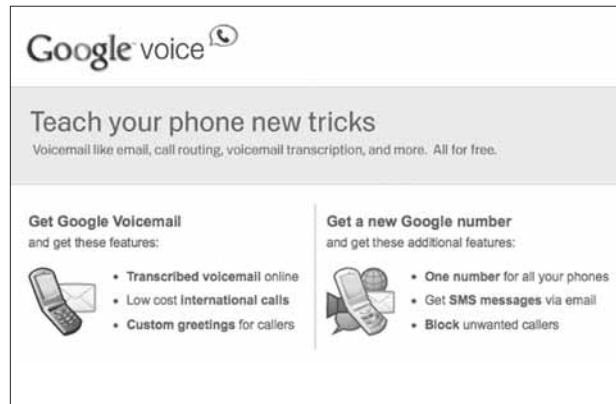 Google voice
Teach your phone new tricks
Voicemail like email, call routing, voicemail transcription, and more. All for free.
Get Google Voicemail
and get these features:
• Transcribed voicemail online
• Low cost international calls
• Custom greetings for callers
Get a new Google number
and get these additional features:
• One number for all your phones
• Get SMS messages via email
• Block unwanted callers